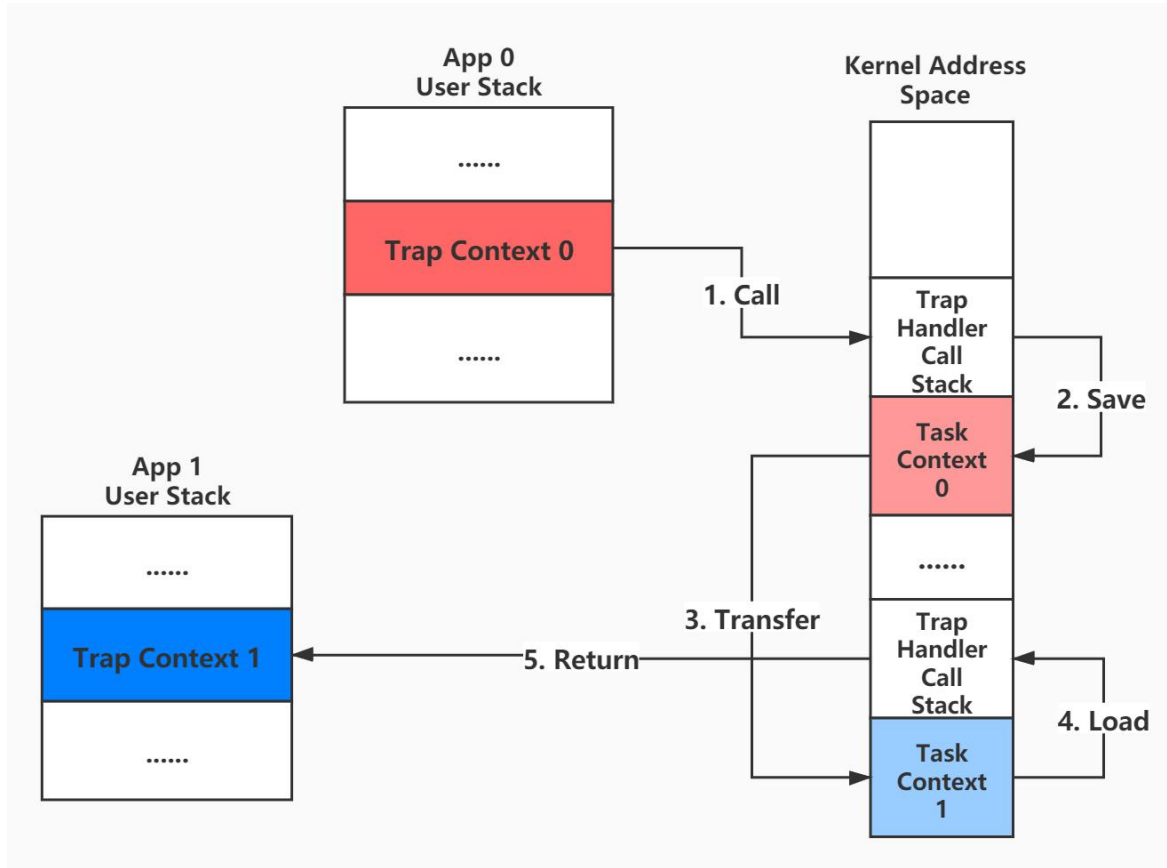 App 0
User Stack
......
Trap Context 0
......
1. Call
Kernel Address
Space
Trap
Handler
Call
Stack
2. Save
Task
Context
0
......
3. Transfer
Trap
Handler
Call
Stack
4. Load
Task
Context
1
5. Return
App 1
User Stack
......
Trap Context 1
......